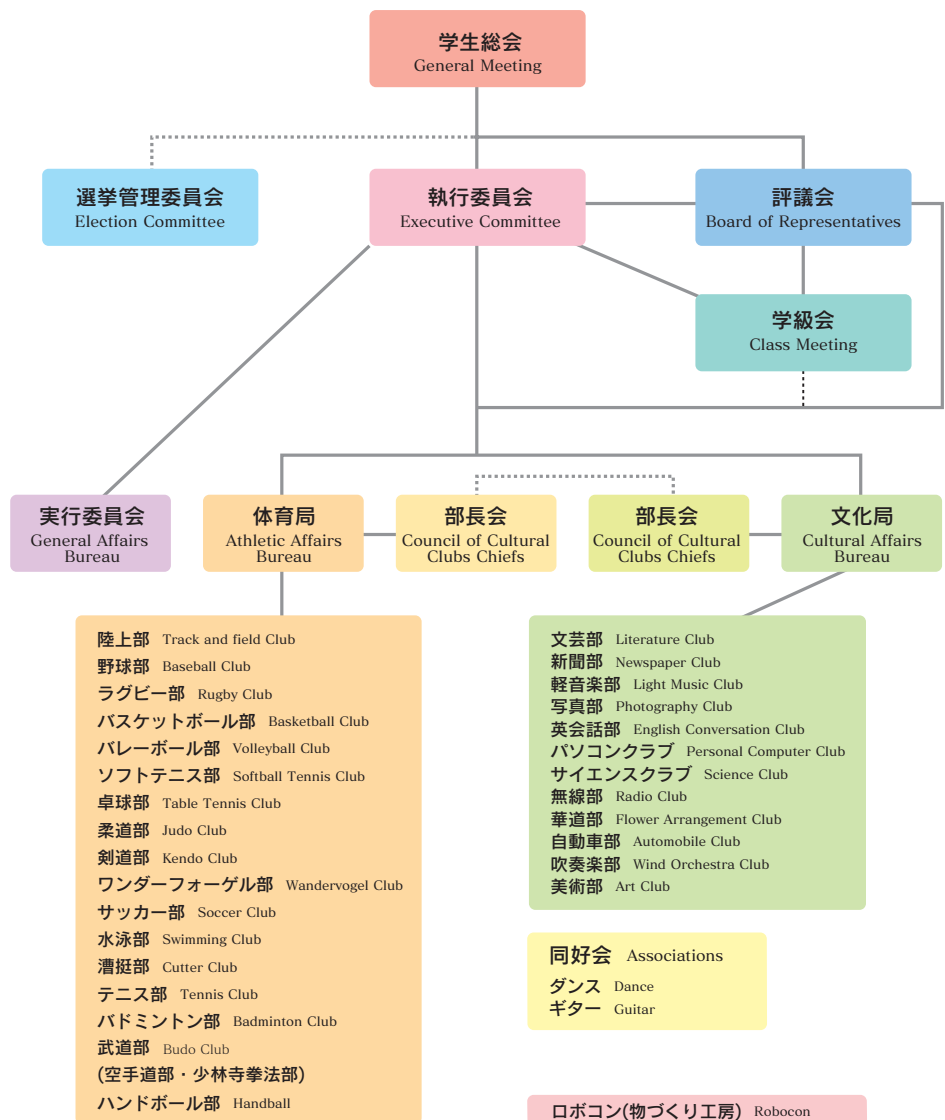 学生総会
General Meeting
選挙管理委員会
Election Committee
執行委員会
Executive Committee
評議会
Board of Representatives
学級会
Class Meeting
実行委員会
General Affairs
Bureau
体育局
Athletic Affairs
Bureau
部長会
Council of Cultural
Clubs Chiefs
部長会
Council of Cultural
Clubs Chiefs
文化局
Cultural Affairs
Bureau
陸上部 Track and field Club
野球部 Baseball Club
ラグビー部 Rugby Club
バスケットボール部 Basketball Club
バレーボール部 Volleyball Club
ソフトテニス部 Softball Tennis Club
卓球部 Table Tennis Club
柔道部 Judo Club
剣道部 Kendo Club
ワンダーフォーゲル部 Wandervogel Club
サッカー部 Soccer Club
水泳部 Swimming Club
漕挺部 Cutter Club
テニス部 Tennis Club
バドミントン部 Badminton Club
武道部 Budo Club
(空手道部・少林寺拳法部)
ハンドボール部 Handball
文芸部 Literature Club
新聞部 Newspaper Club
軽音楽部 Light Music Club
写真部 Photography Club
英会話部 English Conversation Club
パソコンクラブ Personal Computer Club
サイエンスクラブ Science Club
無線部 Radio Club
華道部 Flower Arrangement Club
自動車部 Automobile Club
吹奏楽部 Wind Orchestra Club
美術部 Art Club
同好会 Associations
ダンス Dance
ギター Guitar
ロボコン(物づくり工房) Robocon